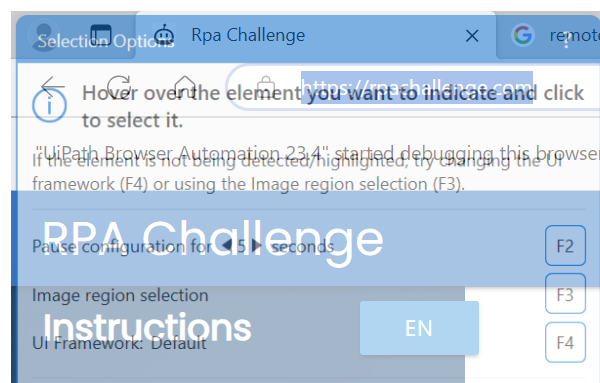 Selection Options
?
Rpa Challenge
remote
https://rpachallenge.com
Hover over the element you want to indicate and click
to select it.
"UiPath Browser Automation 23.4" started debugging this browser
If the element is not being detected/highlighted, try changing the UI
framework (F4) or using the Image region selection (F3).
RPA Challenge
Pause configuration for 5 seconds
F2
Image region selection
F3
Instructions
EN
UI Framework: Default
F4